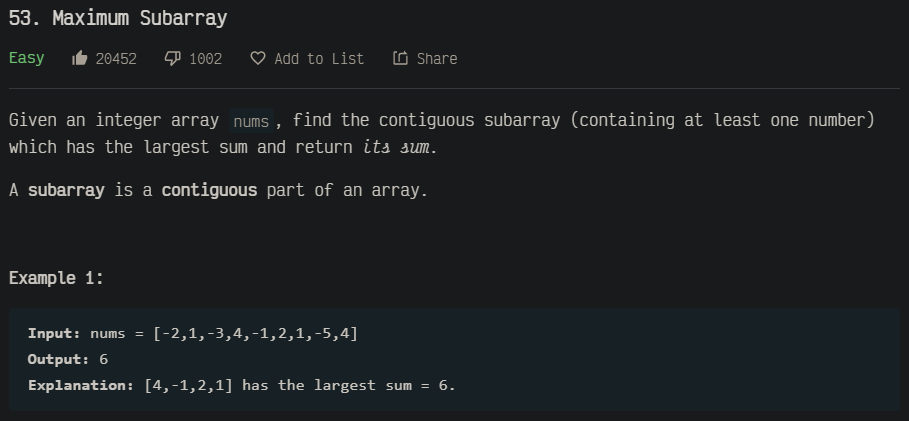 53. Maximum Subarray
Easy 20452 1002 Add to List Share
Given an integer array nums, find the contiguous subarray (containing at least one number)
which has the largest sum and return its sum.
A subarray is a contiguous part of an array.
Example 1:
Input: nums = [-2,1,-3,4,-1,2,1,-5,4]
Output: 6
Explanation: [4,-1,2,1] has the largest sum = 6.